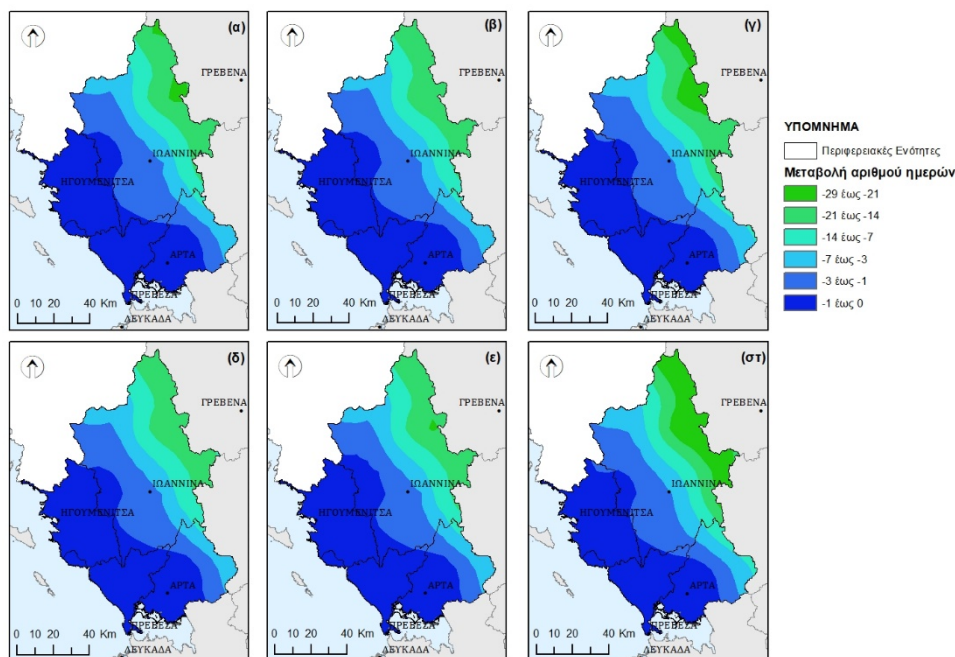 (α)
ΓΡΕΒΕΝΑ
ΙΩΑΝΝΙΝΑ
ΗΓΟΥΜΕΝΙΤΣΑ
ΑΡΤΑ
ΠΡΕΒΕΖΑ
ΛΕΥΚΑΔΑ
0 10 20 40 Km
(β)
ΓΡΕΒΕΝΑ
ΙΩΑΝΝΙΝΑ
ΗΓΟΥΜΕΝΙΤΣΑ
ΑΡΤΑ
ΠΡΕΒΕΖΑ
ΛΕΥΚΑΔΑ
0 10 20 40 Km
(γ)
ΓΡΕΒΕΝΑ
ΙΩΑΝΝΙΝΑ
ΗΓΟΥΜΕΝΙΤΣΑ
ΑΡΤΑ
ΠΡΕΒΕΖΑ
ΛΕΥΚΑΔΑ
0 10 20 40 Km
ΥΠΟΜΝΗΜΑ
Περιφερειακές Ενότητες
Μεταβολή αριθμού ημερών
-29 έως -21
-21 έως -14
-14 έως -7
-7 έως -3
-3 έως -1
-1 έως 0
(δ)
ΓΡΕΒΕΝΑ
ΙΩΑΝΝΙΝΑ
ΗΓΟΥΜΕΝΙΤΣΑ
ΑΡΤΑ
ΠΡΕΒΕΖΑ
ΛΕΥΚΑΔΑ
0 10 20 40 Km
(ε)
ΓΡΕΒΕΝΑ
ΙΩΑΝΝΙΝΑ
ΗΓΟΥΜΕΝΙΤΣΑ
ΑΡΤΑ
ΠΡΕΒΕΖΑ
ΛΕΥΚΑΔΑ
0 10 20 40 Km
(στ)
ΓΡΕΒΕΝΑ
ΙΩΑΝΝΙΝΑ
ΗΓΟΥΜΕΝΙΤΣΑ
ΑΡΤΑ
ΠΡΕΒΕΖΑ
ΛΕΥΚΑΔΑ
0 10 20 40 Km